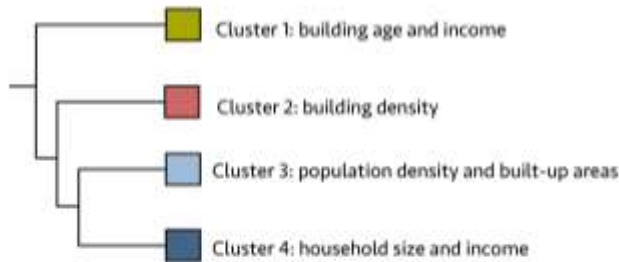 Cluster 1: building age and income
Cluster 2: building density
Cluster 3: population density and built-up areas
Cluster 4: household size and income